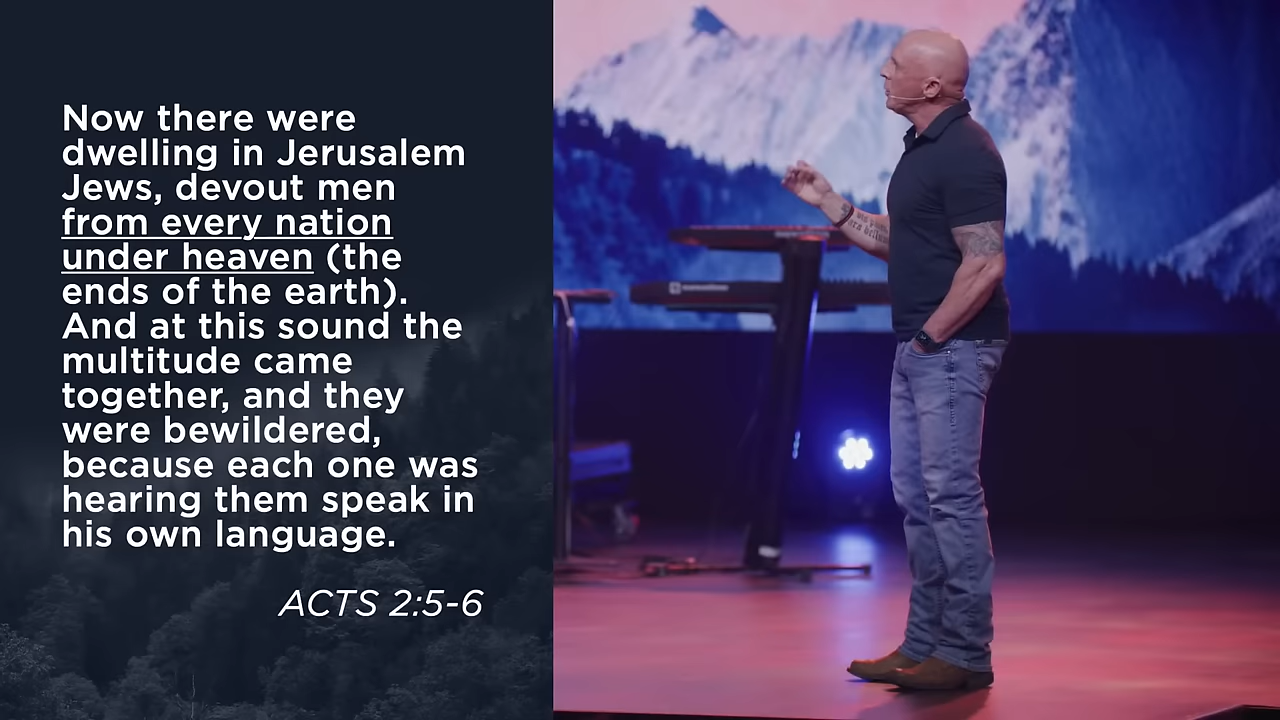 Now there were
dwelling in Jerusalem
Jews, devout men
from every nation
under heaven (the
ends of the earth).
And at this sound the
multitude came
together, and they
were bewildered,
because each one was
hearing them speak in
his own language.
ACTS 2:5-6